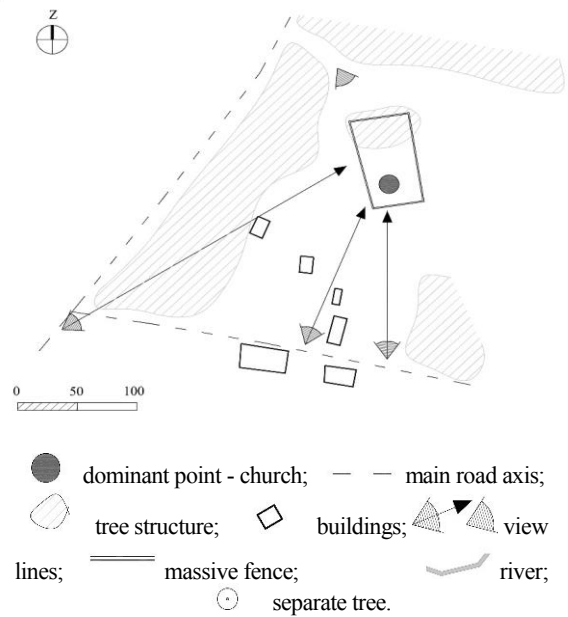 Z
0 50 100
dominant point - church; main road axis;
tree structure; buildings; view
lines; massive fence; river;
separate tree.